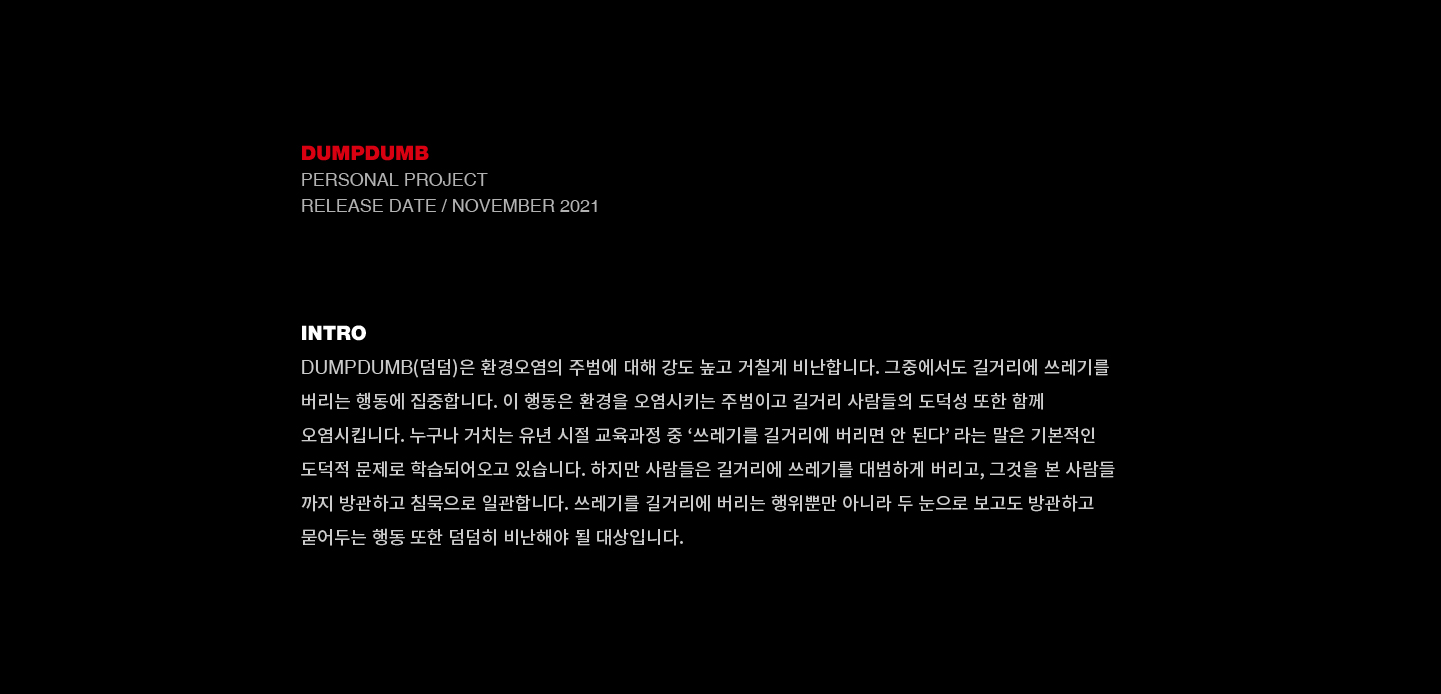 DUMPDUMB
PERSONAL PROJECT
RELEASE DATE / NOVEMBER 2021
INTRO
DUMPDUMB(덤덤)은 환경오염의 주범에 대해 강도 높고 거칠게 비난합니다. 그중에서도 길거리에 쓰레기를
버리는 행동에 집중합니다. 이 행동은 환경을 오염시키는 주범이고 길거리 사람들의 도덕성 또한 함께
오염시킵니다. 누구나 거치는 유년 시절 교육과정 중 ‘쓰레기를 길거리에 버리면 안 된다’ 라는 말은 기본적인
도덕적 문제로 학습되어오고 있습니다. 하지만 사람들은 길거리에 쓰레기를 대범하게 버리고, 그것을 본 사람들
까지 방관하고 침묵으로 일관합니다. 쓰레기를 길거리에 버리는 행위뿐만 아니라 두 눈으로 보고도 방관하고
묻어두는 행동 또한 덤덤히 비난해야 될 대상입니다.